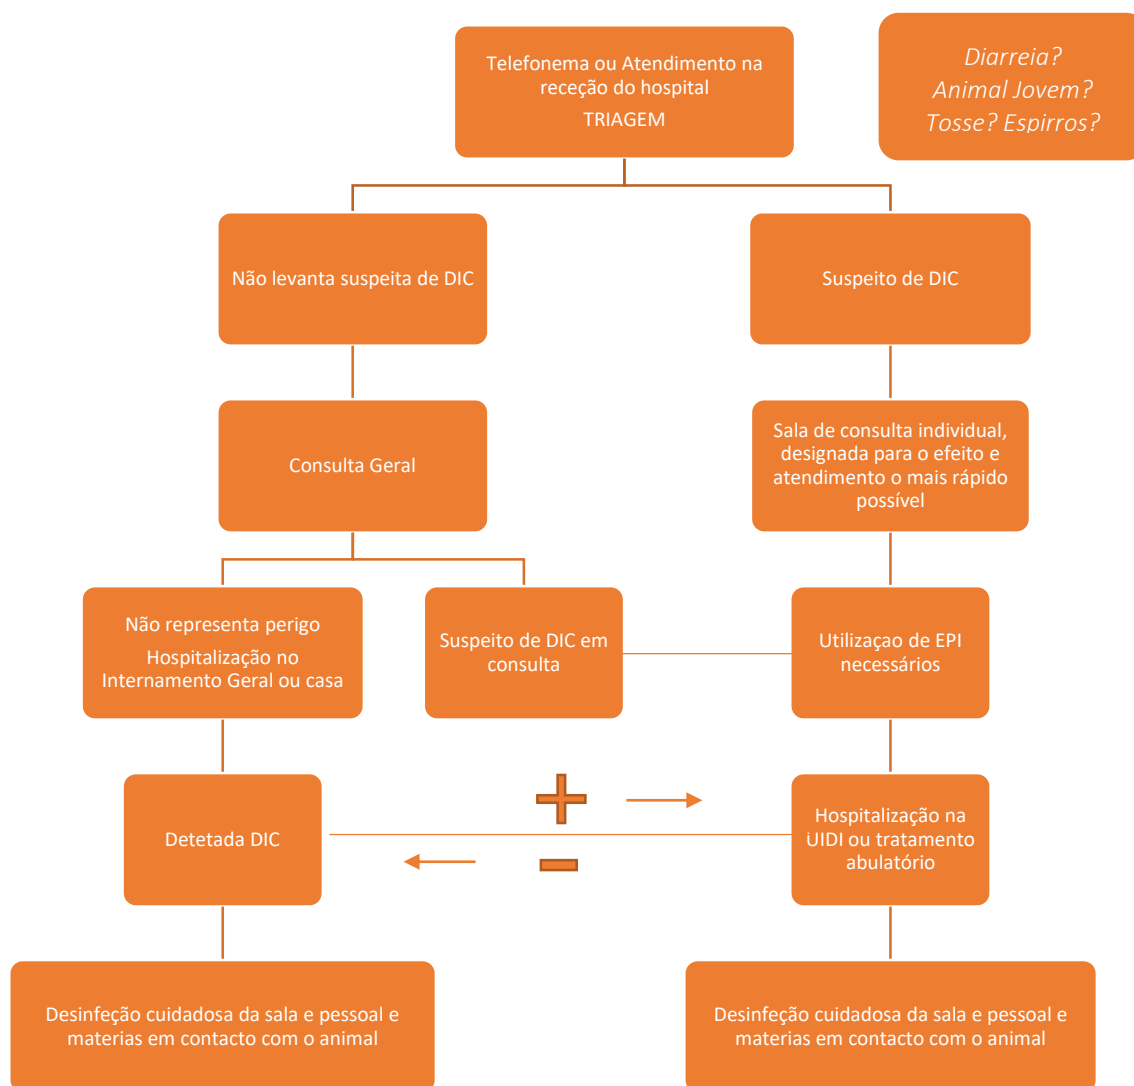 Telefonema ou Atendimento na
receção do hospital
TRIAGEM
Diarreia?
Animal Jovem?
Tosse? Espirros?
Não levanta suspeita de DIC
Suspeito de DIC
Consulta Geral
Sala de consulta individual,
designada para o efeito e
atendimento o mais rápido
possível
Não representa perigo
Hospitalização no
Internamento Geral ou casa
Suspeito de DIC em
consulta
Utilizaçao de EPI
necessários
Detetada DIC
Hospitalização na
UIDI ou tratamento
abulatório
Desinfeção cuidadosa da sala e pessoal e
materias em contacto com o animal
Desinfeção cuidadosa da sala e pessoal e
materias em contacto com o animal